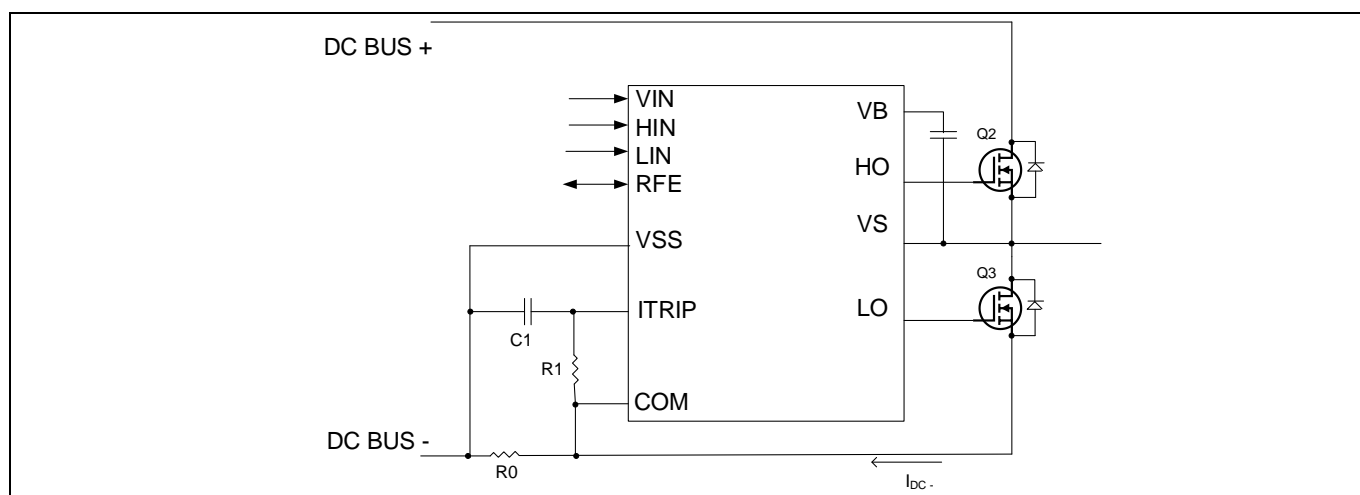 DC BUS +
VIN
HIN
LIN
RFE
VSS
ITRIP
COM
VB
HO
VS
LO
Q2
Q3
C1
R1
DC BUS -
R0
IDC -